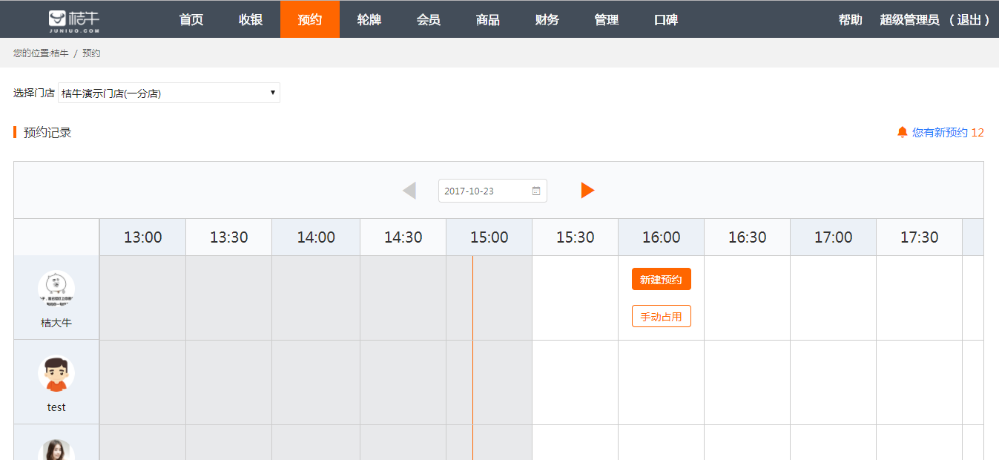 桔牛
JUNIUO.COM
首页 收银 预约 轮牌 会员 商品 财务 管理 口碑 帮助 超级管理员 （ 退出 ）
您的位置:桔牛 / 预约
选择门店 桔牛演示门店(一分店)
预约记录
您有新预约 12
2017-10-23
13:00 13:30 14:00 14:30 15:00 15:30 16:00 16:30 17:00 17:30
新建预约
手动占用
桔大牛
test